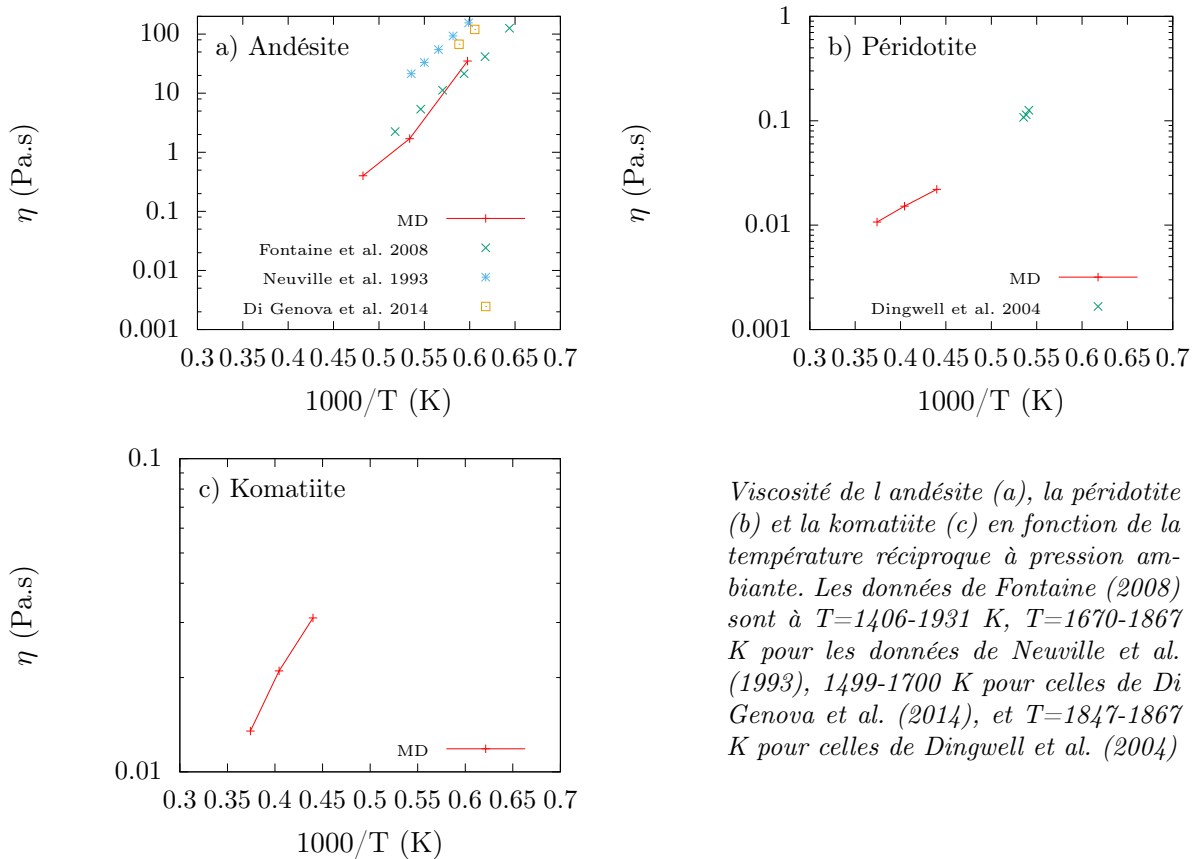 a) Andésite
100
10
1
0.1
0.01
0.001
η (Pa.s)
MD
Fontaine et al. 2008
Neuville et al. 1993
Di Genova et al. 2014
0.3 0.35 0.4 0.45 0.5 0.55 0.6 0.65 0.7
1000/T (K)
b) Péridotite
1
0.1
0.01
0.001
η (Pa.s)
MD
Dingwell et al. 2004
0.3 0.35 0.4 0.45 0.5 0.55 0.6 0.65 0.7
1000/T (K)
c) Komatiite
0.1
0.01
η (Pa.s)
MD
0.3 0.35 0.4 0.45 0.5 0.55 0.6 0.65 0.7
1000/T (K)
Viscosité de l andésite (a), la péridotite
(b) et la komatiite (c) en fonction de la
température réciproque à pression am-
biante. Les données de Fontaine (2008)
sont à T=1406-1931 K, T=1670-1867
K pour les données de Neuville et al.
(1993), 1499-1700 K pour celles de Di
Genova et al. (2014), et T=1847-1867
K pour celles de Dingwell et al. (2004)